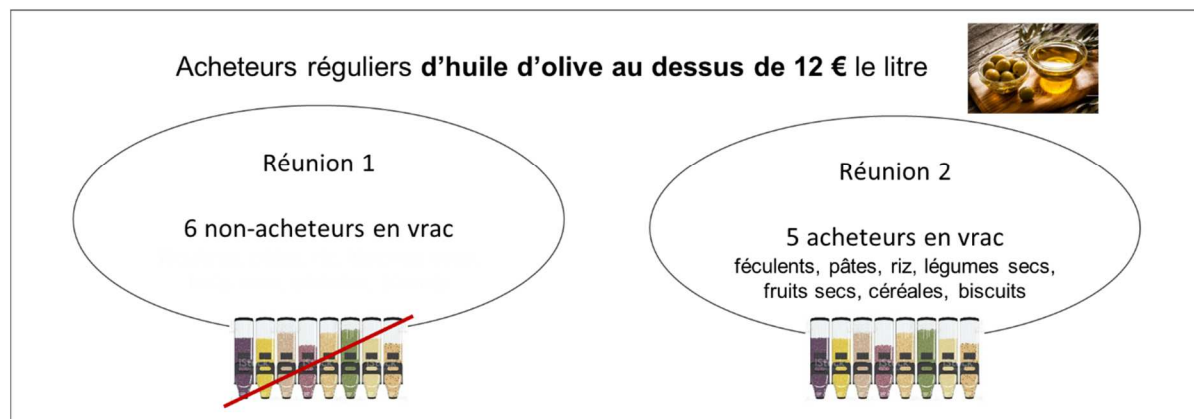 Acheteurs réguliers d'huile d'olive au dessus de 12 € le litre
Réunion 1
6 non-acheteurs en vrac
Réunion 2
5 acheteurs en vrac
féculents, pâtes, riz, légumes secs,
fruits secs, céréales, biscuits